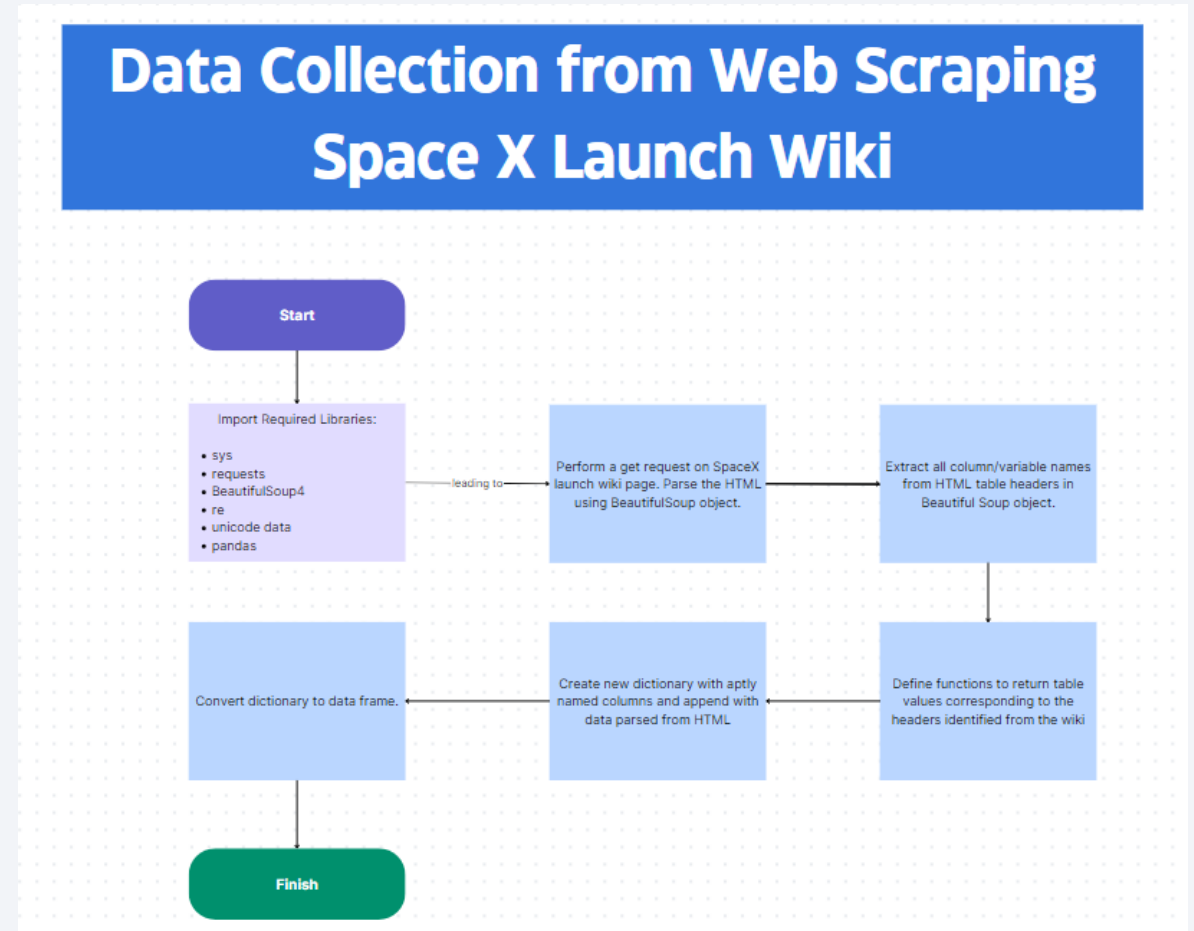 Data Collection from Web Scraping
Space X Launch Wiki
Start
Import Required Libraries:
• sys
• requests
• BeautifulSoup4
• re
• unicode data
• pandas
leading to
Perform a get request on SpaceX
launch wiki page. Parse the HTML
using BeautifulSoup object.
Extract all column/variable names
from HTML table headers in
Beautiful Soup object.
Define functions to return table
values corresponding to the
headers identified from the wiki
Create new dictionary with aptly
named columns and append with
data parsed from HTML
Convert dictionary to data frame.
Finish